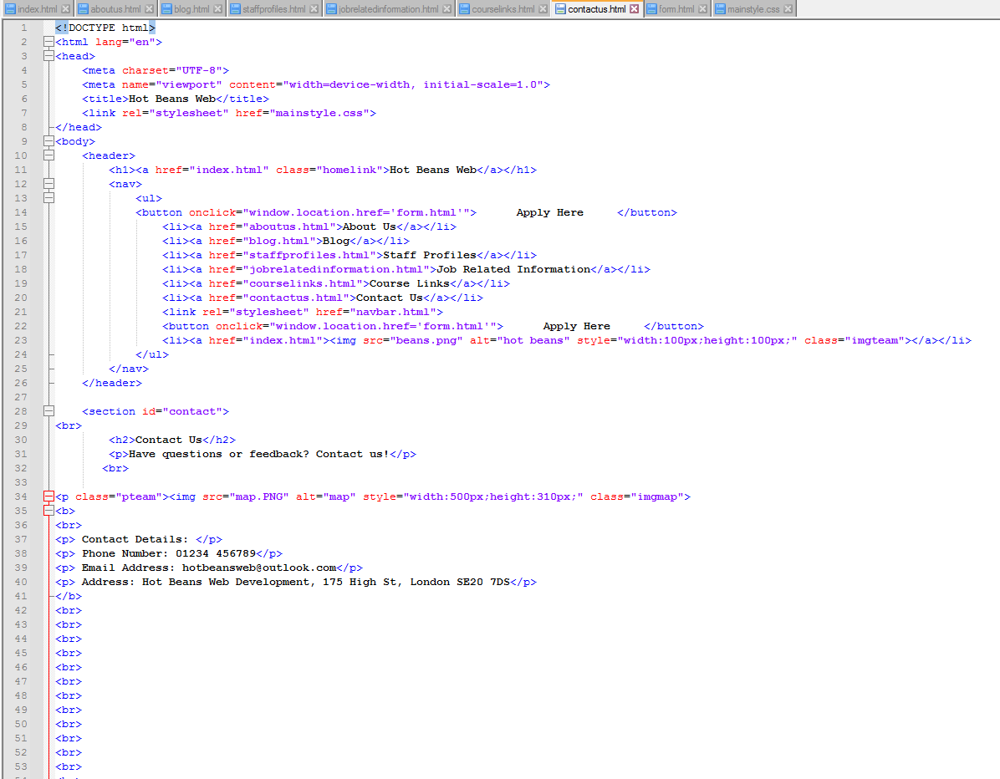 index.html aboutus.html blog.html staffprofiles.html jobrelatedinformation.html courselinks.html contactus.html form.html mainstyle.css
1 <!DOCTYPE html>
2 <html lang="en">
3 <head>
4 <meta charset="UTF-8">
5 <meta name="viewport" content="width=device-width, initial-scale=1.0">
6 <title>Hot Beans Web</title>
7 <link rel="stylesheet" href="mainstyle.css">
8 </head>
9 <body>
10 <header>
11 <h1><a href="index.html" class="homelink">Hot Beans Web</a></h1>
12 <nav>
13 <ul>
14 <button onclick="window.location.href='form.html'"> Apply Here </button>
15 <li><a href="aboutus.html">About Us</a></li>
16 <li><a href="blog.html">Blog</a></li>
17 <li><a href="staffprofiles.html">Staff Profiles</a></li>
18 <li><a href="jobrelatedinformation.html">Job Related Information</a></li>
19 <li><a href="courselinks.html">Course Links</a></li>
20 <li><a href="contactus.html">Contact Us</a></li>
21 <link rel="stylesheet" href="navbar.html">
22 <button onclick="window.location.href='form.html'"> Apply Here </button>
23 <li><a href="index.html"><img src="beans.png" alt="hot beans" style="width:100px;height:100px;" class="imgteam"></a></li>
24 </ul>
25 </nav>
26 </header>
27
28 <section id="contact">
29 <br>
30 <h2>Contact Us</h2>
31 <p>Have questions or feedback? Contact us!</p>
32 <br>
33
34 <p class="pteam"><img src="map.PNG" alt="map" style="width:500px;height:310px;" class="imgmap">
35 <b>
36 <br>
37 <p> Contact Details: </p>
38 <p> Phone Number: 01234 456789</p>
39 <p> Email Address: hotbeansweb@outlook.com</p>
40 <p> Address: Hot Beans Web Development, 175 High St, London SE20 7DS</p>
41 </b>
42 <br>
43 <br>
44 <br>
45 <br>
46 <br>
47 <br>
48 <br>
49 <br>
50 <br>
51 <br>
52 <br>
53 <br>